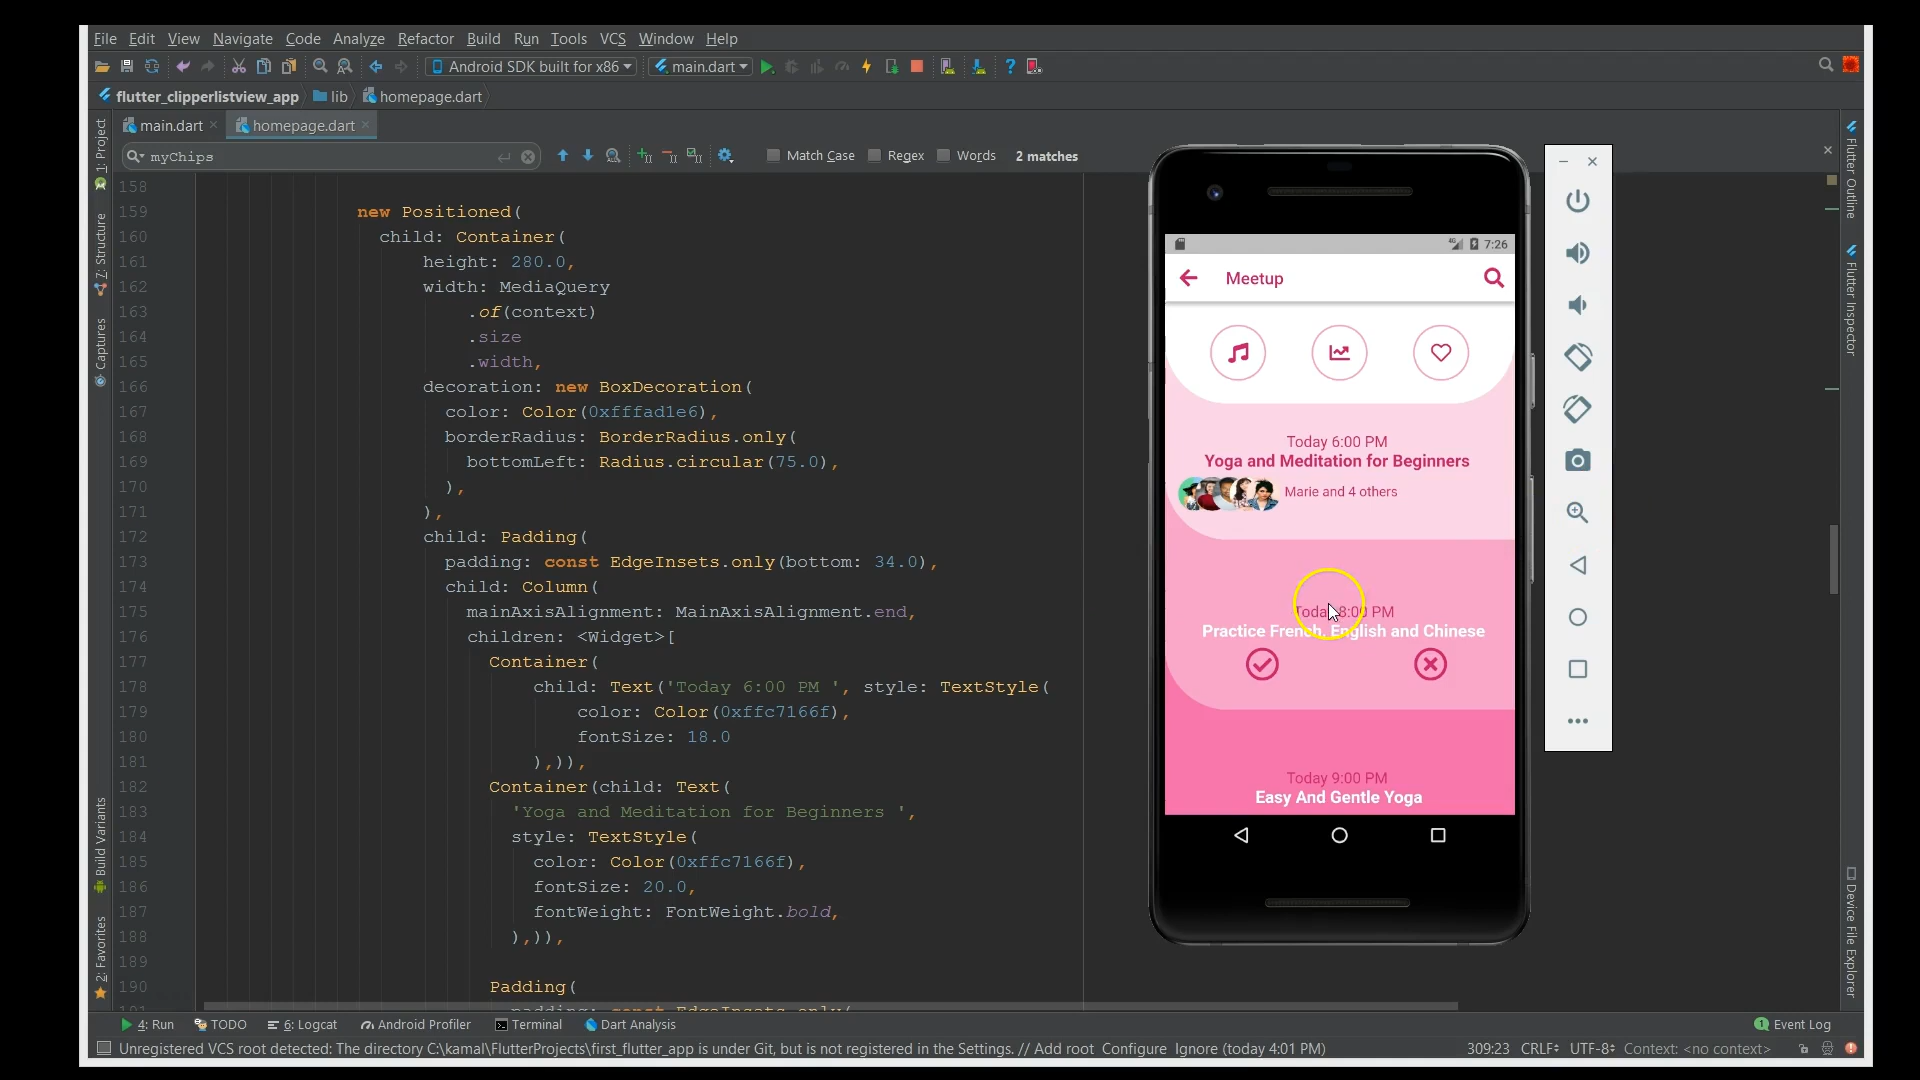 File Edit View Navigate Code Analyze Refactor Build Run Tools VCS Window Help
Android SDK built for x86 main.dart
flutter_clipperlistview_app lib homepage.dart
main.dart homepage.dart
myChips Match Case Regex Words 2 matches
158
159 new Positioned(
160 child: Container(
161 height: 280.0,
162 width: MediaQuery
163 .of(context)
164 .size
165 .width,
166 decoration: new BoxDecoration(
167 color: Color(0xfffad1e6),
168 borderRadius: BorderRadius.only(
169 bottomLeft: Radius.circular(75.0),
170 ),
171 ),
172 child: Padding(
173 padding: const EdgeInsets.only(bottom: 34.0),
174 child: Column(
175 mainAxisAlignment: MainAxisAlignment.end,
176 children: <Widget>[
177 Container(
178 child: Text('Today 6:00 PM ', style: TextStyle(
179 color: Color(0xffc7166f),
180 fontSize: 18.0
181 ),)),
182 Container(child: Text(
183 'Yoga and Meditation for Beginners ',
184 style: TextStyle(
185 color: Color(0xffc7166f),
186 fontSize: 20.0,
187 fontWeight: FontWeight.bold,
188 ),)),
189
190 Padding(
191 padding: const EdgeInsets.only(
1: Project
7: Structure
Captures
Build Variants
2: Favorites
7:26
Meetup
Today 6:00 PM
Yoga and Meditation for Beginners
Marie and 4 others
Today 8:00 PM
Practice French, English and Chinese
Today 9:00 PM
Easy And Gentle Yoga
Flutter Outline
Flutter Inspector
Device File Explorer
4: Run TODO 6: Logcat Android Profiler Terminal Dart Analysis 1 Event Log
Unregistered VCS root detected: The directory C:\kamal\FlutterProjects\first_flutter_app is under Git, but is not registered in the Settings. // Add root Configure Ignore (today 4:01 PM) 309:23 CRLF UTF-8 Context: <no context>